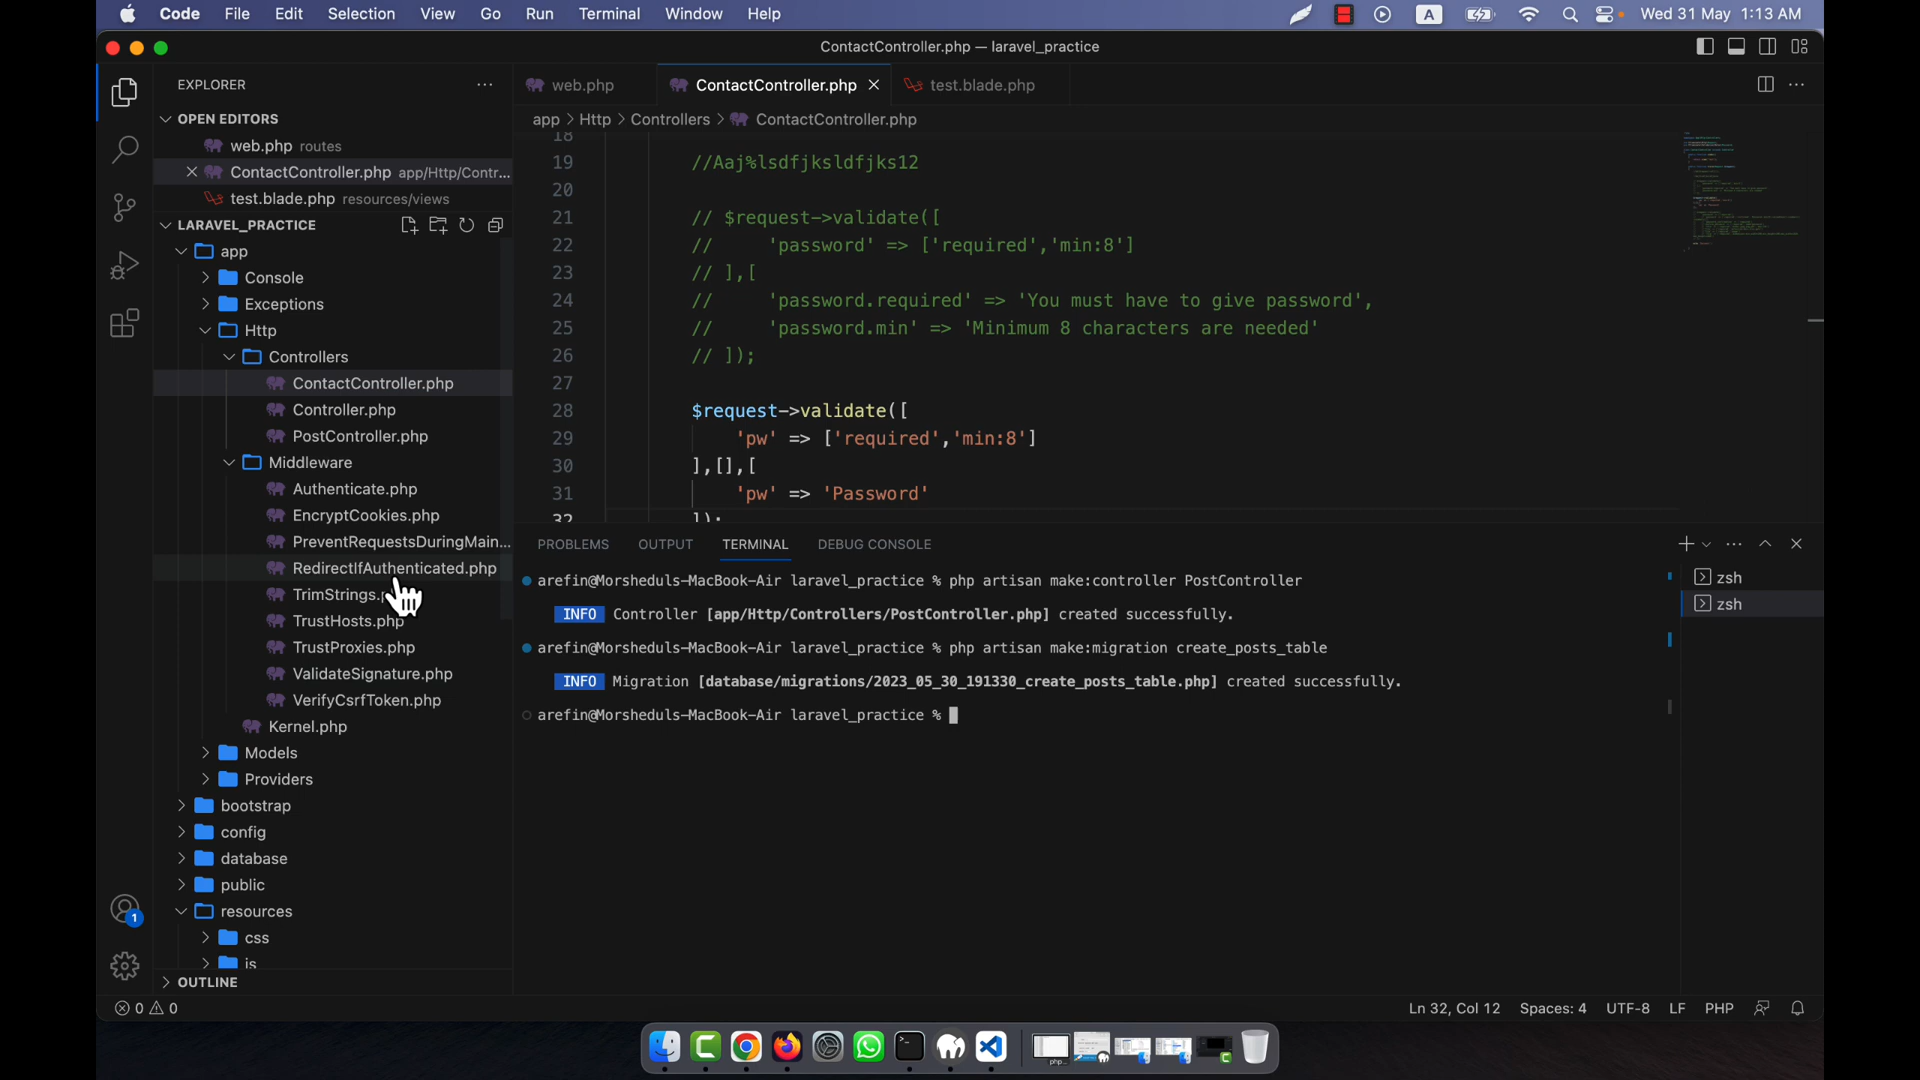 Code File Edit Selection View Go Run Terminal Window Help A Wed 31 May 1:13 AM
ContactController.php — laravel_practice
EXPLORER
OPEN EDITORS
web.php routes
ContactController.php app/Http/Contr...
test.blade.php resources/views
LARAVEL_PRACTICE
app
Console
Exceptions
Http
Controllers
ContactController.php
Controller.php
PostController.php
Middleware
Authenticate.php
EncryptCookies.php
PreventRequestsDuringMain...
RedirectIfAuthenticated.php
TrimStrings.p
TrustHosts.php
TrustProxies.php
ValidateSignature.php
VerifyCsrfToken.php
Kernel.php
Models
Providers
bootstrap
config
database
public
resources
css
js
OUTLINE
web.php ContactController.php test.blade.php
app > Http > Controllers > ContactController.php
18
19 //Aaj%lsdfjksldfjks12
20
21 // $request->validate([
22 // 'password' => ['required','min:8']
23 // ],[
24 // 'password.required' => 'You must have to give password',
25 // 'password.min' => 'Minimum 8 characters are needed'
26 // ]);
27
28 $request->validate([
29 'pw' => ['required','min:8']
30 ],[],[
31 'pw' => 'Password'
32 ]);
PROBLEMS OUTPUT TERMINAL DEBUG CONSOLE
arefin@Morsheduls-MacBook-Air laravel_practice % php artisan make:controller PostController
INFO Controller [app/Http/Controllers/PostController.php] created successfully.
arefin@Morsheduls-MacBook-Air laravel_practice % php artisan make:migration create_posts_table
INFO Migration [database/migrations/2023_05_30_191330_create_posts_table.php] created successfully.
arefin@Morsheduls-MacBook-Air laravel_practice %
zsh
zsh
1
0 0 Ln 32, Col 12 Spaces: 4 UTF-8 LF PHP